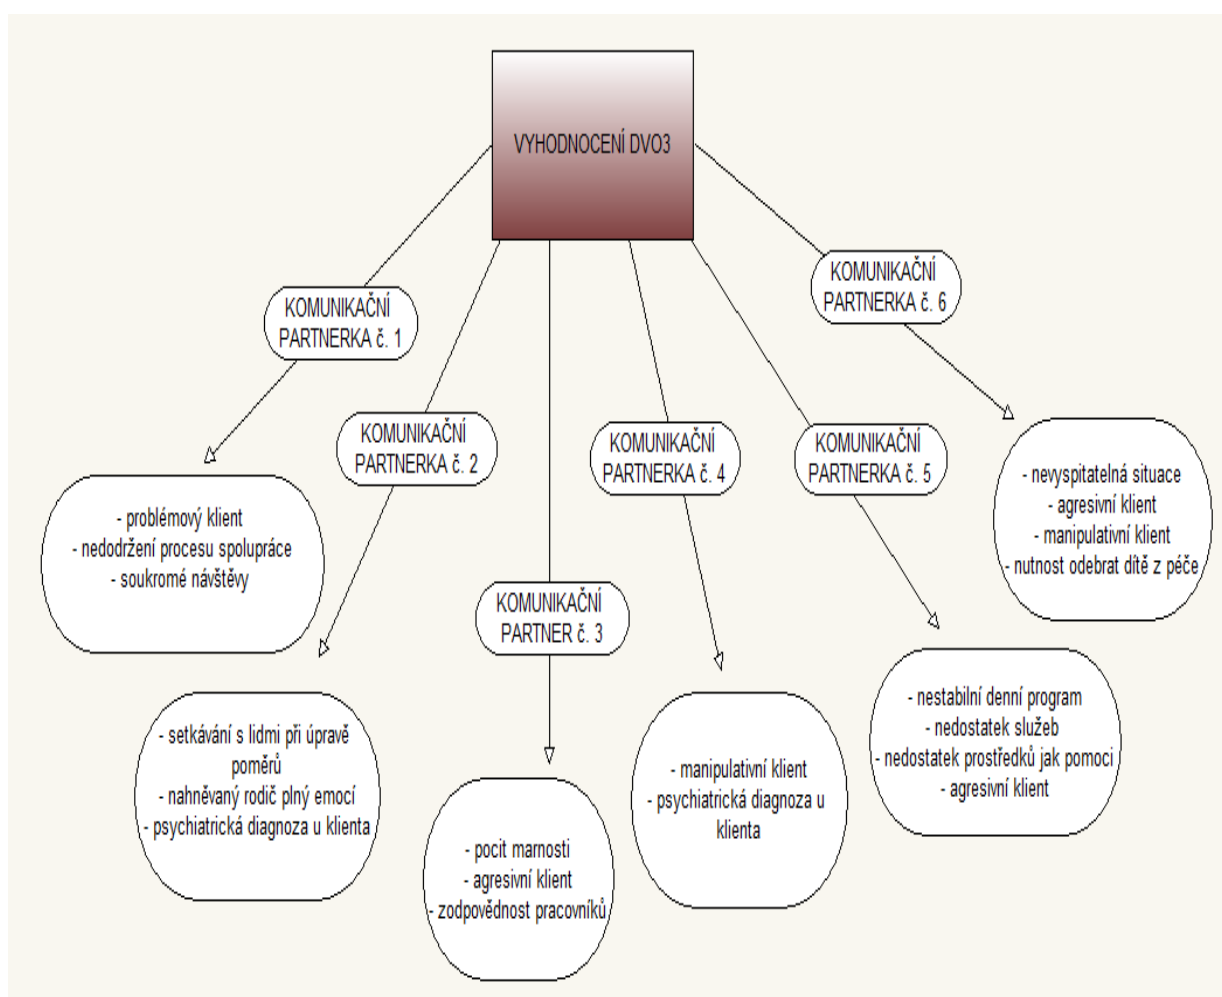 VYHODNOCENÍ DVO3
KOMUNIKAČNÍ
PARTNERKA č. 1
- problémový klient
- nedodržení procesu spolupráce
- soukromé návštěvy
KOMUNIKAČNÍ
PARTNERKA č. 2
- setkávání s lidmi při úpravě
poměrů
- nahněvaný rodič plný emocí
- psychiatrická diagnoza u klienta
KOMUNIKAČNÍ
PARTNER č. 3
- pocit marnosti
- agresivní klient
- zodpovědnost pracovníků
KOMUNIKAČNÍ
PARTNERKA č. 4
- manipulativní klient
- psychiatrická diagnoza u
klienta
KOMUNIKAČNÍ
PARTNERKA č. 5
- nestabilní denní program
- nedostatek služeb
- nedostatek prostředků jak pomoci
- agresivní klient
KOMUNIKAČNÍ
PARTNERKA č. 6
- nevyspitatelná situace
- agresivní klient
- manipulativní klient
- nutnost odebrat dítě z péče